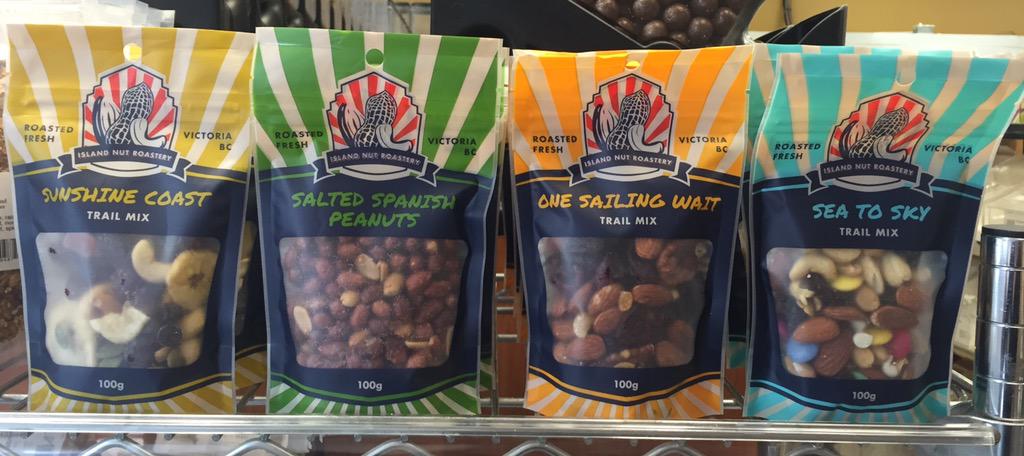 ROASTED
FRESH
VICTORIA
BC
ISLAND NUT ROASTERY
SUNSHINE COAST
TRAIL MIX
100g
ROASTED
FRESH
VICTORIA
BC
ISLAND NUT ROASTERY
SALTED SPANISH
PEANUTS
100g
ROASTED
FRESH
VICTORIA
BC
ISLAND NUT ROASTERY
ONE SAILING WAIT
TRAIL MIX
100g
ROASTED
FRESH
VICTORIA
BC
ISLAND NUT ROASTERY
SEA TO SKY
TRAIL MIX
100g